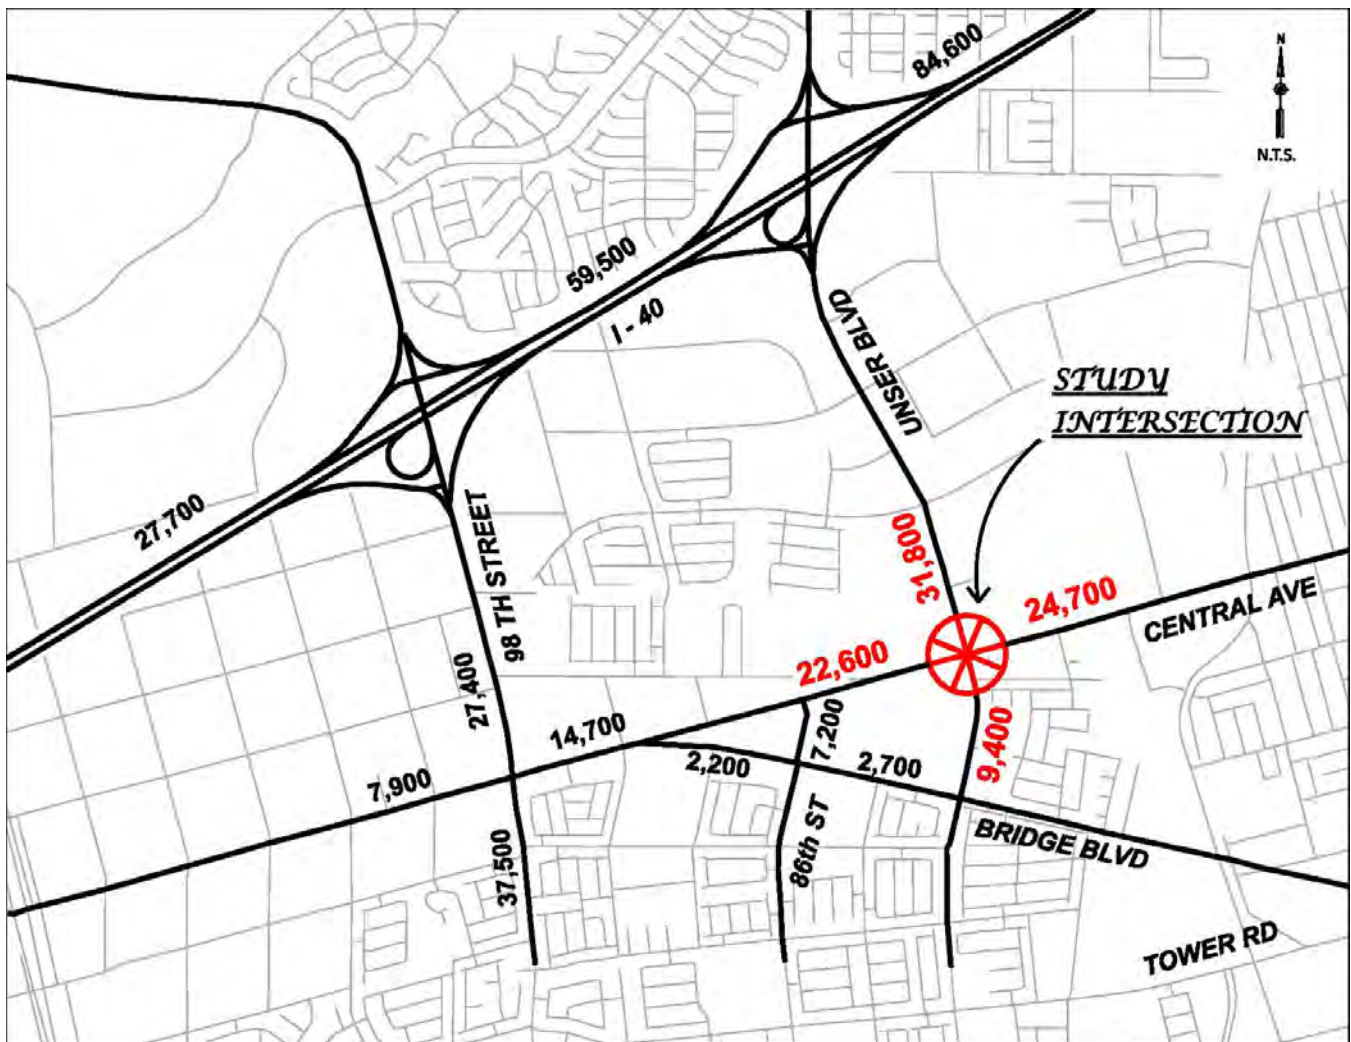 84,600
N
N.T.S.
59,500
I - 40
UNSER BLVD
STUDY
INTERSECTION
27,700
98 TH STREET
31,800
24,700
CENTRAL AVE
22,600
27,400
14,700
7,200
9,400
2,200
2,700
7,900
37,500
86th ST
BRIDGE BLVD
TOWER RD